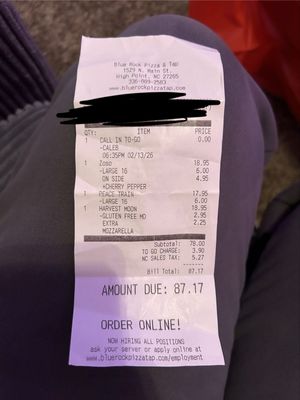 Blue Rock Pizza & Tap
1529 N. Main St.
High Point, NC 27265
336-869-2583
www.bluerockpizzatap.com
QTY: ITEM PRICE
1 CALL IN TO-GO 0.00
-CALEB
06:35PM 02/13/26
1 Zoso 18.95
-LARGE 16 6.00
ON SIDE 4.95
*CHERRY PEPPER
1 PEACE TRAIN 17.95
-LARGE 16 6.00
1 HARVEST MOON 18.95
-GLUTEN FREE MD 2.95
EXTRA 2.25
MOZZARELLA
Subtotal: 78.00
TO GO CHARGE: 3.90
NC SALES TAX: 5.27
Bill Total: 87.17
AMOUNT DUE: 87.17
ORDER ONLINE!
NOW HIRING ALL POSITIONS
ask your server or apply online at
www.bluerockpizzatap.com/employment